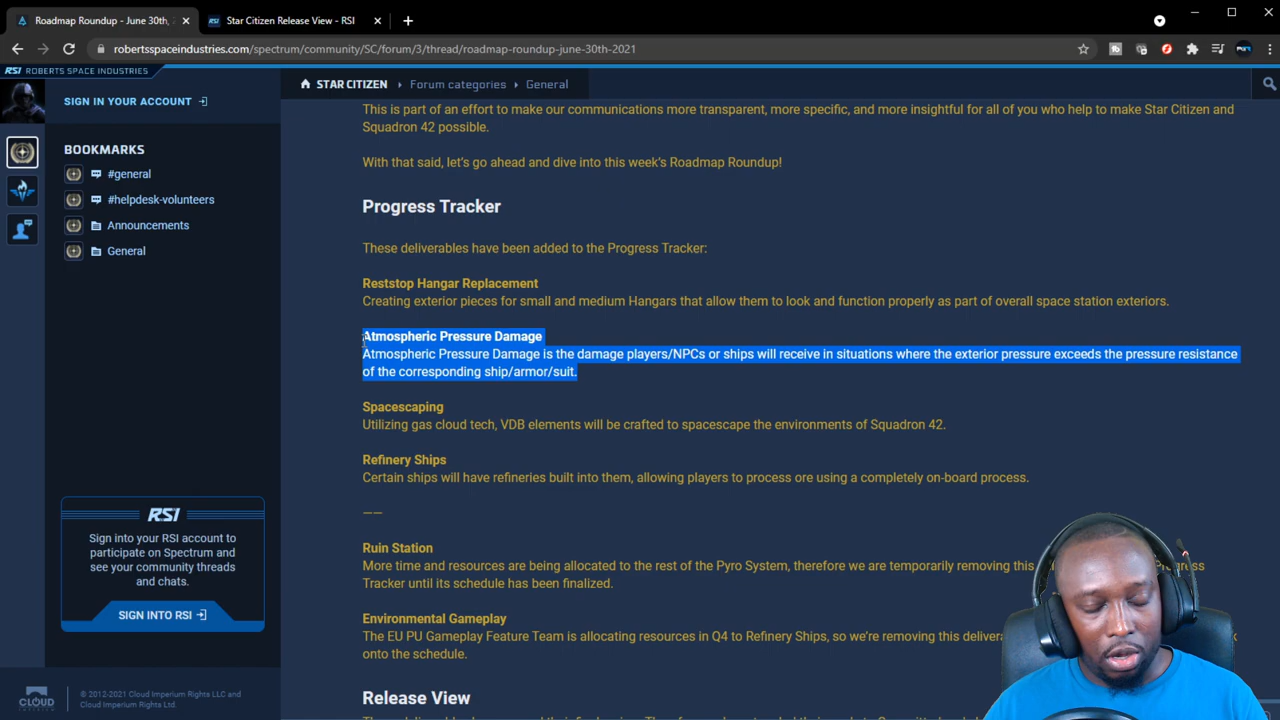 Roadmap Roundup - June 30th, 2
Star Citizen Release View - RSI
robertsspaceindustries.com/spectrum/community/SC/forum/3/thread/roadmap-roundup-june-30th-2021
RSI ROBERTS SPACE INDUSTRIES
SIGN IN YOUR ACCOUNT
STAR CITIZEN
Forum categories
General
BOOKMARKS
#general
#helpdesk-volunteers
Announcements
General
This is part of an effort to make our communications more transparent, more specific, and more insightful for all of you who help to make Star Citizen and
Squadron 42 possible.
With that said, let's go ahead and dive into this week's Roadmap Roundup!
Progress Tracker
These deliverables have been added to the Progress Tracker:
Reststop Hangar Replacement
Creating exterior pieces for small and medium Hangars that allow them to look and function properly as part of overall space station exteriors.
Atmospheric Pressure Damage
Atmospheric Pressure Damage is the damage players/NPCs or ships will receive in situations where the exterior pressure exceeds the pressure resistance
of the corresponding ship/armor/suit.
Spacescaping
Utilizing gas cloud tech, VDB elements will be crafted to spacescape the environments of Squadron 42.
Refinery Ships
Certain ships will have refineries built into them, allowing players to process ore using a completely on-board process.
——
Ruin Station
More time and resources are being allocated to the rest of the Pyro System, therefore we are temporarily removing this
Tracker until its schedule has been finalized.
Environmental Gameplay
The EU PU Gameplay Feature Team is allocating resources in Q4 to Refinery Ships, so we're removing this
onto the schedule.
Release View
RSI
Sign into your RSI account to
participate on Spectrum and
see your community threads
and chats.
SIGN INTO RSI
CLOUD
© 2012-2021 Cloud Imperium Rights LLC and
Cloud Imperium Rights Ltd.